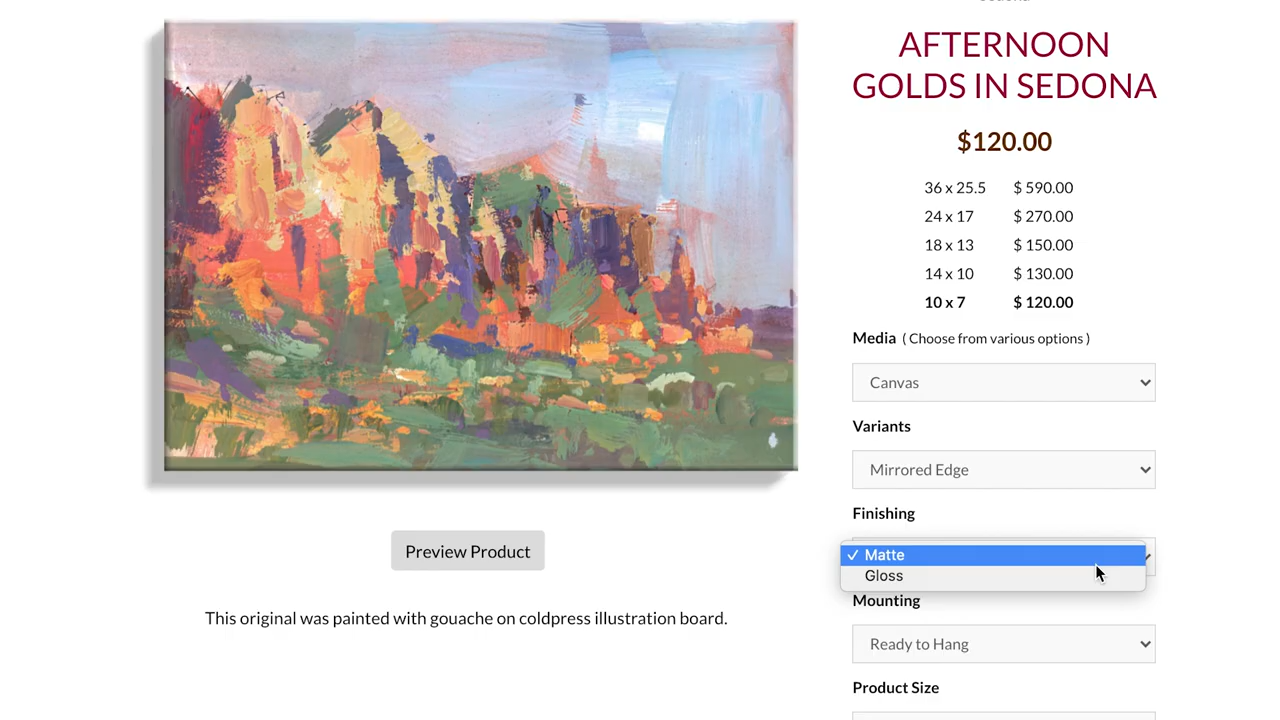 AFTERNOON
GOLDS IN SEDONA
$120.00
36 x 25.5 $ 590.00
24 x 17 $ 270.00
18 x 13 $ 150.00
14 x 10 $ 130.00
10 x 7 $ 120.00
Media ( Choose from various options )
Canvas
Variants
Mirrored Edge
Finishing
✓ Matte
Gloss
Mounting
Ready to Hang
Product Size
Preview Product
This original was painted with gouache on coldpress illustration board.